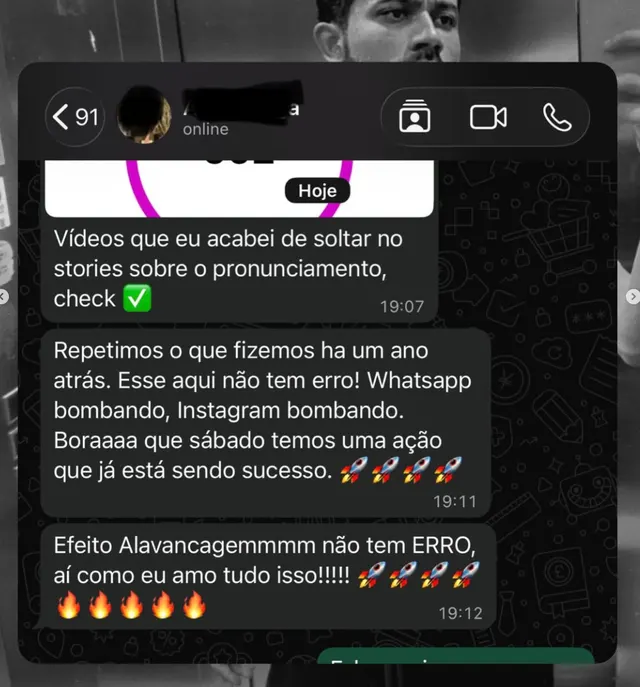 91
online
Hoje
Vídeos que eu acabei de soltar no
stories sobre o pronunciamento,
check ✅
19:07
Repetimos o que fizemos ha um ano
atrás. Esse aqui não tem erro! Whatsapp
bombando, Instagram bombando.
Boraaaa que sábado temos uma ação
que já está sendo sucesso. 🚀🚀🚀🚀
19:11
Efeito Alavancagemmmm não tem ERRO,
aí como eu amo tudo isso!!!!! 🚀🚀🚀🚀
🔥🔥🔥🔥🔥
19:12